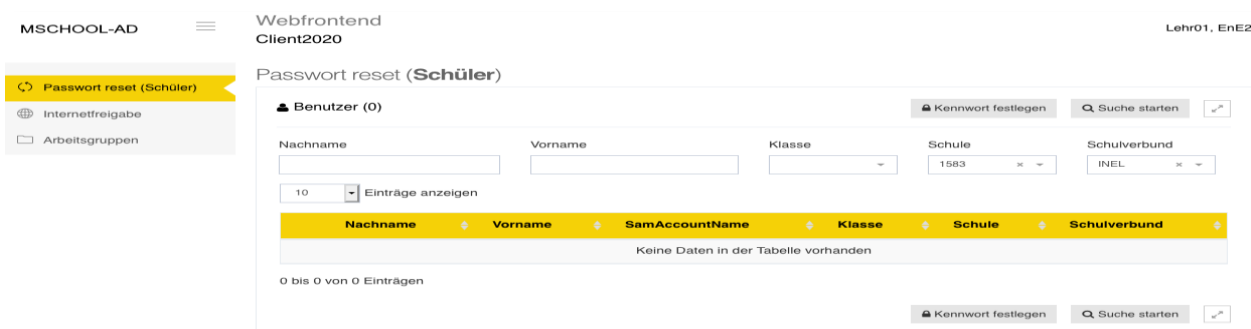 MSCHOOL-AD
Webfrontend
Client2020
Lehr01, EnE2
Passwort reset (Schüler)
Internetfreigabe
Arbeitsgruppen
Passwort reset (Schüler)
Benutzer (0)
Kennwort festlegen
Suche starten
Nachname Vorname Klasse Schule Schulverbund
1583 INEL
10 Einträge anzeigen
Nachname Vorname SamAccountName Klasse Schule Schulverbund
Keine Daten in der Tabelle vorhanden
0 bis 0 von 0 Einträgen
Kennwort festlegen
Suche starten